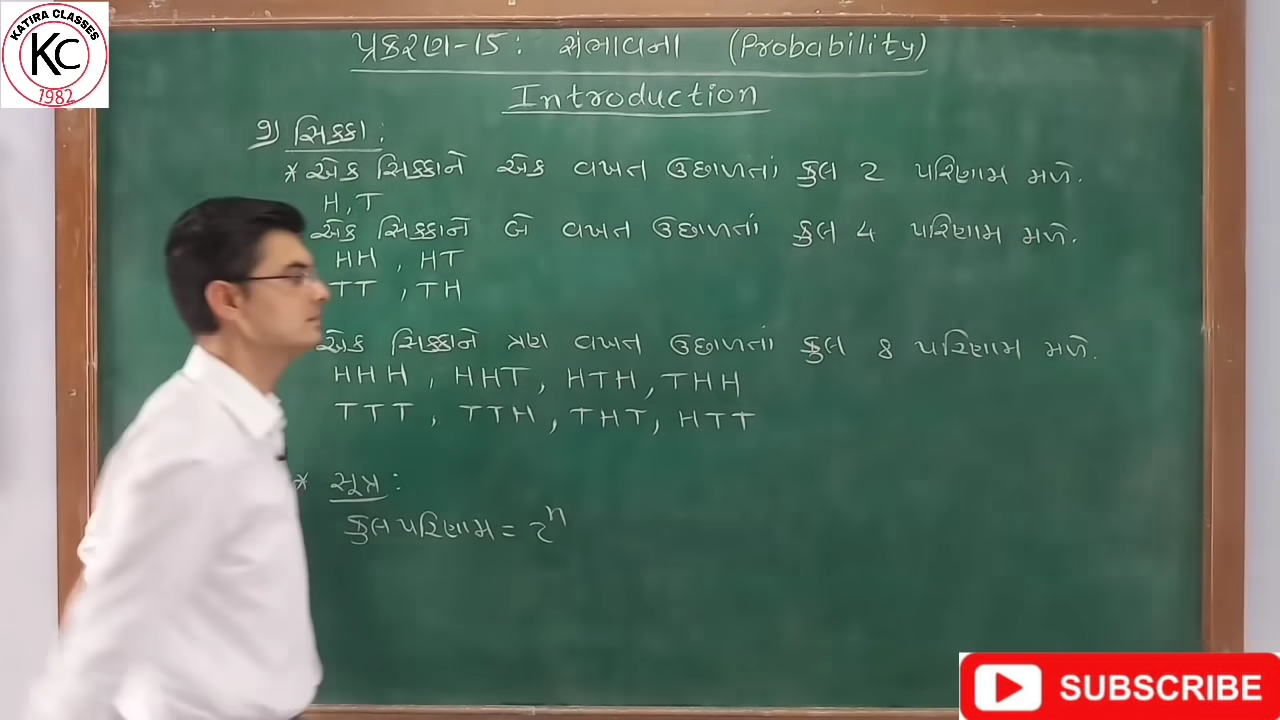 KATIRA CLASSES
KC
1982
પ્રકરણ-15: સંભાવના (Probability)
Introduction
૧) સિક્કા:
* એક સિક્કાને એક વખત ઉછાળતાં કુલ 2 પરિણામ મળે.
H, T
એક સિક્કાને બે વખત ઉછાળતાં કુલ 4 પરિણામ મળે.
HH , HT
TT , TH
એક સિક્કાને ત્રણ વખત ઉછાળતાં કુલ 8 પરિણામ મળે.
HHH , HHT, HTH, THH
TTT , TTH , THT, HTT
* સૂત્ર:
કુલ પરિણામ = 2ⁿ
SUBSCRIBE